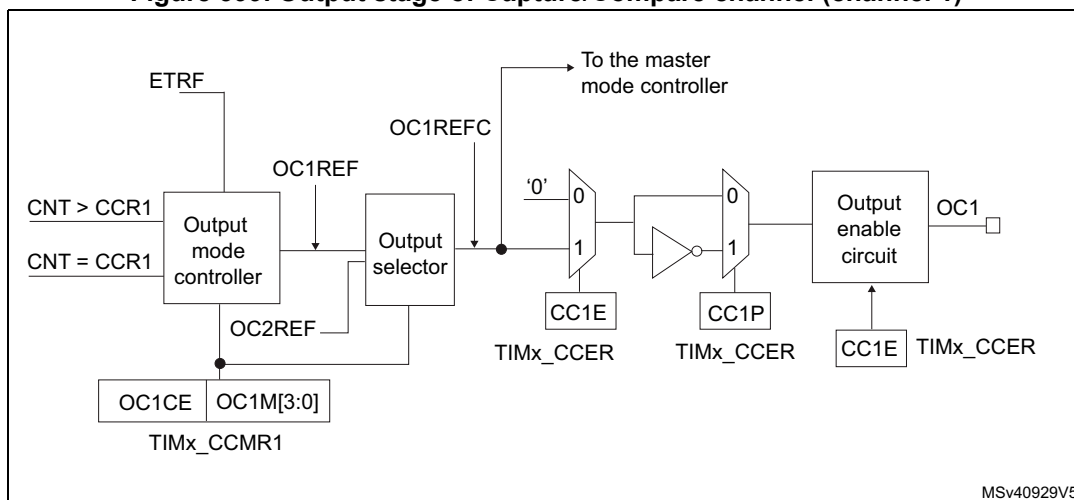 Figure 000. Output stage of Capture/Compare channel (channel 1)
To the master
mode controller
ETRF
OC1REFC
OC1REF
‘0’
0
0
CNT > CCR1
Output
mode
controller
Output
selector
Output
enable
circuit
OC1
CNT = CCR1
1
1
OC2REF
CC1E
CC1P
TIMx_CCER
TIMx_CCER
CC1E
TIMx_CCER
OC1CE
OC1M[3:0]
TIMx_CCMR1
MSv40929V5